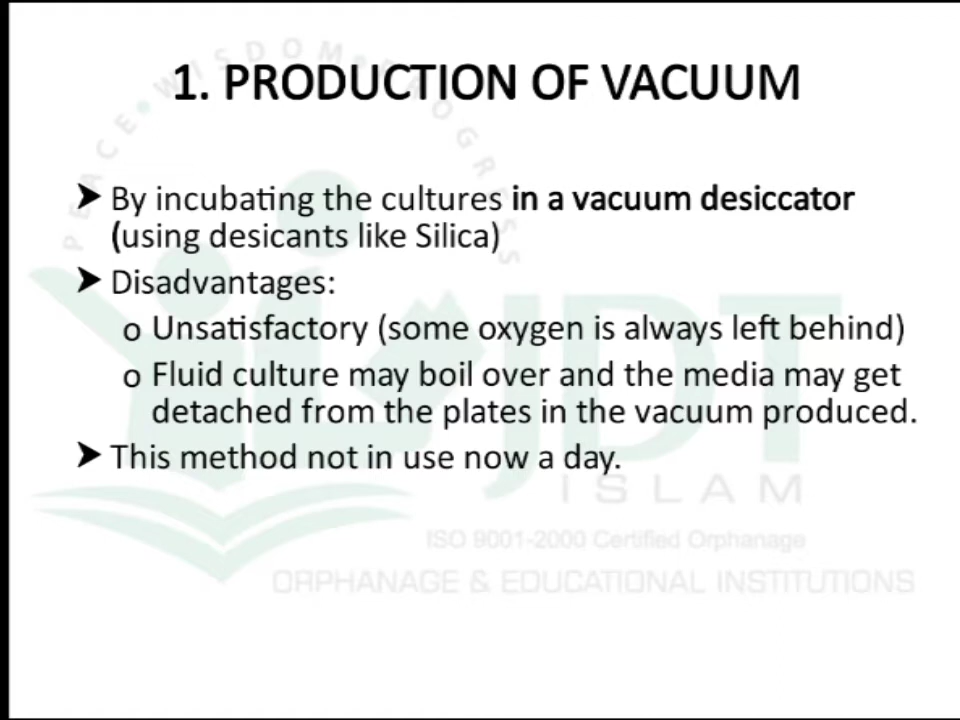 1. PRODUCTION OF VACUUM
PEACE • WISDOM • PROGRESS
➤ By incubating the cultures in a vacuum desiccator
(using desicants like Silica)
➤ Disadvantages:
o Unsatisfactory (some oxygen is always left behind)
o Fluid culture may boil over and the media may get
detached from the plates in the vacuum produced.
➤ This method not in use now a day.
JDT
ISLAM
ISO 9001-2000 Certified Orphanage
ORPHANAGE & EDUCATIONAL INSTITUTIONS